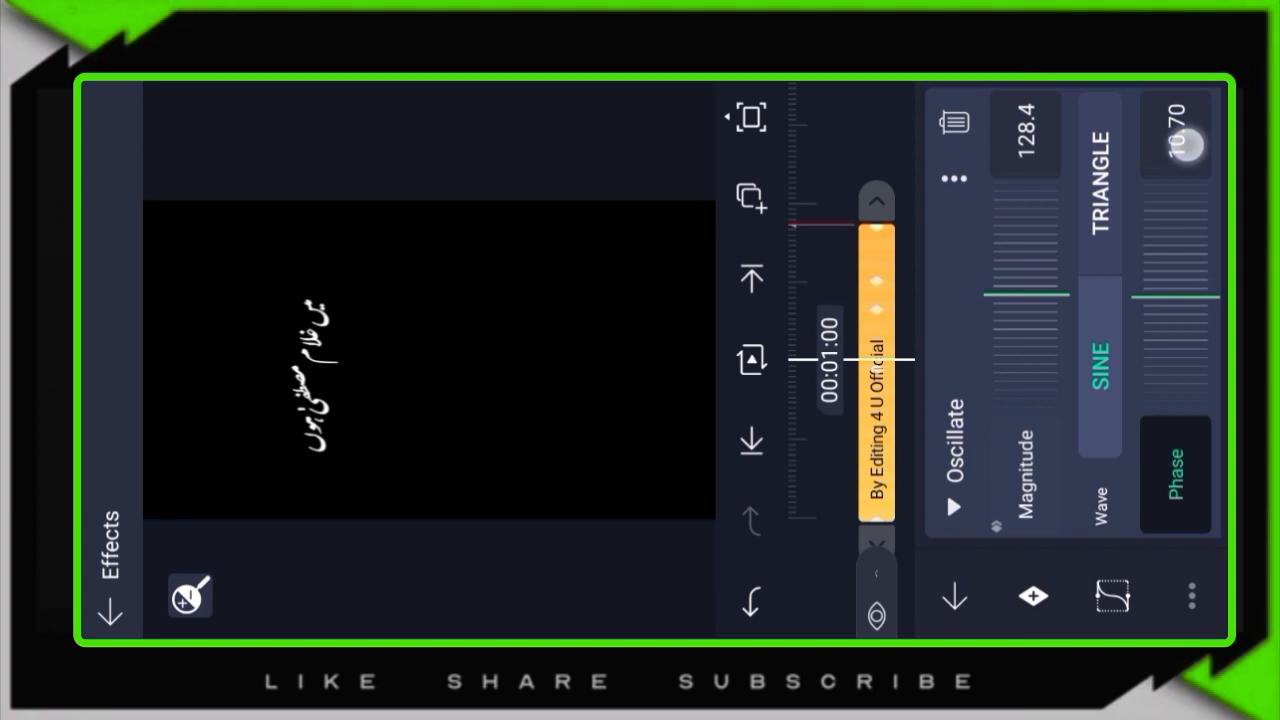 Effects
میں غلام مصطفیٰ ہوں
00:01:00
By Editing 4 U Official
Oscillate
Magnitude 128.4
Wave SINE TRIANGLE
Phase 10.70
LIKE SHARE SUBSCRIBE